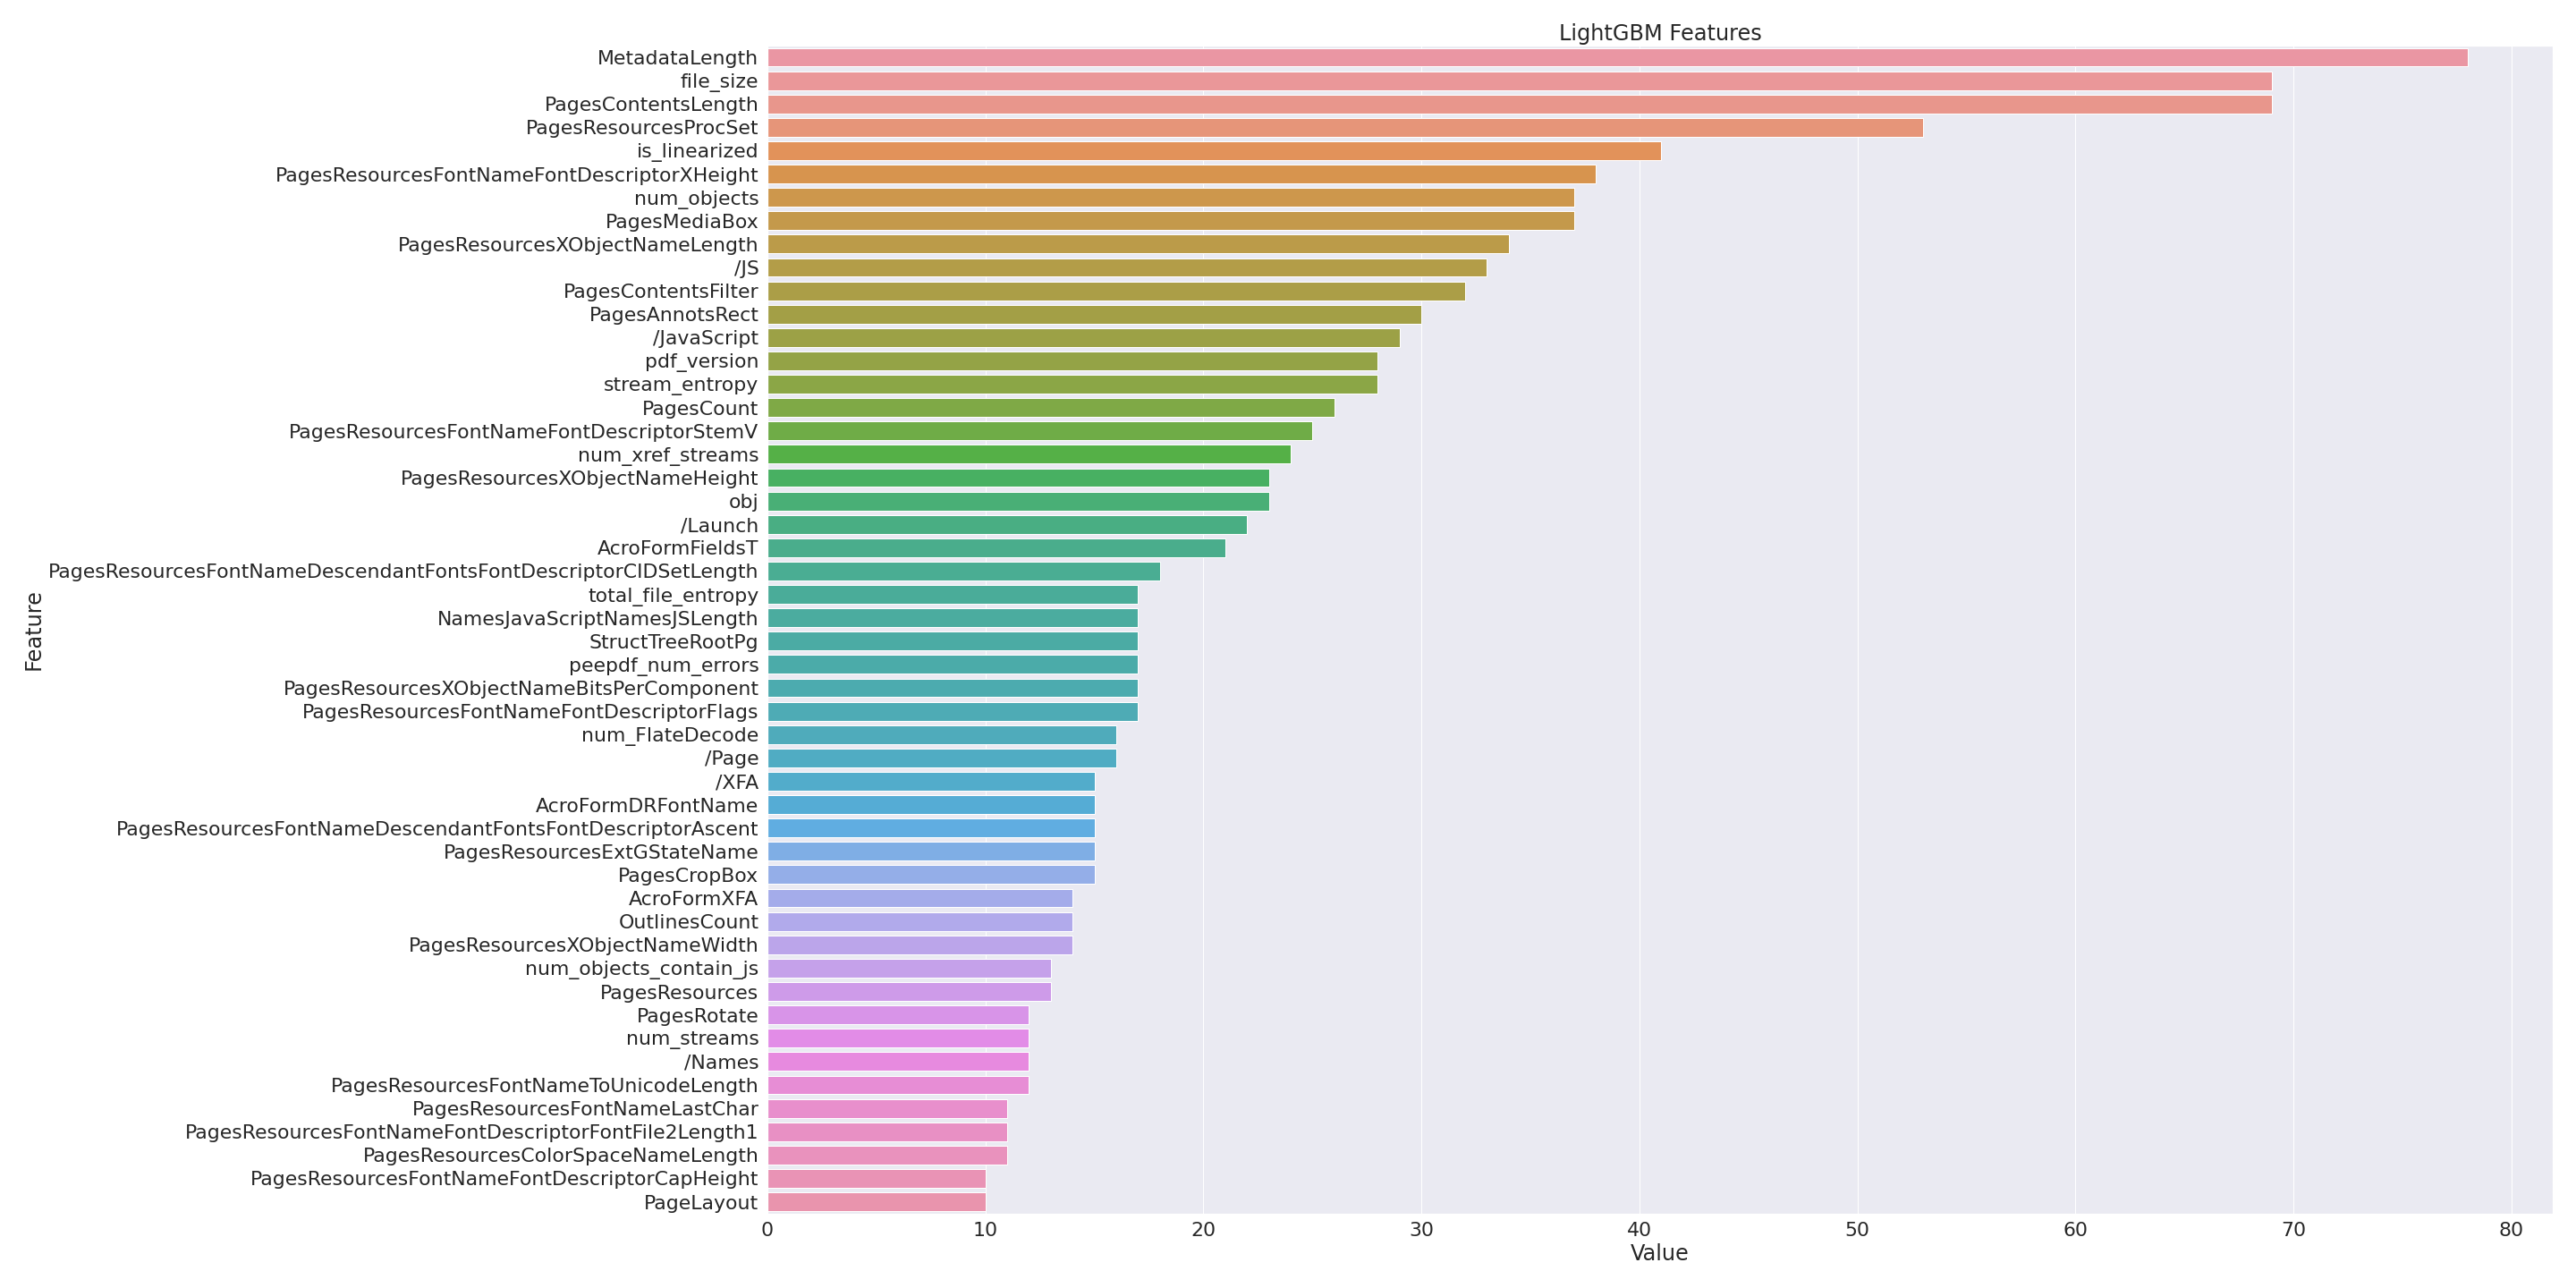 LightGBM Features
MetadataLength
file_size
PagesContentsLength
PagesResourcesProcSet
is_linearized
PagesResourcesFontNameFontDescriptorXHeight
num_objects
PagesMediaBox
PagesResourcesXObjectNameLength
/JS
PagesContentsFilter
PagesAnnotsRect
/JavaScript
pdf_version
stream_entropy
PagesCount
PagesResourcesFontNameFontDescriptorStemV
num_xref_streams
PagesResourcesXObjectNameHeight
obj
/Launch
AcroFormFieldsT
PagesResourcesFontNameDescendantFontsFontDescriptorCIDSetLength
total_file_entropy
NamesJavaScriptNamesJSLength
StructTreeRootPg
peepdf_num_errors
PagesResourcesXObjectNameBitsPerComponent
PagesResourcesFontNameFontDescriptorFlags
num_FlateDecode
/Page
/XFA
AcroFormDRFontName
PagesResourcesFontNameDescendantFontsFontDescriptorAscent
PagesResourcesExtGStateName
PagesCropBox
AcroFormXFA
OutlinesCount
PagesResourcesXObjectNameWidth
num_objects_contain_js
PagesResources
PagesRotate
num_streams
/Names
PagesResourcesFontNameToUnicodeLength
PagesResourcesFontNameLastChar
PagesResourcesFontNameFontDescriptorFontFile2Length1
PagesResourcesColorSpaceNameLength
PagesResourcesFontNameFontDescriptorCapHeight
PageLayout
Feature
0 10 20 30 40 50 60 70 80
Value